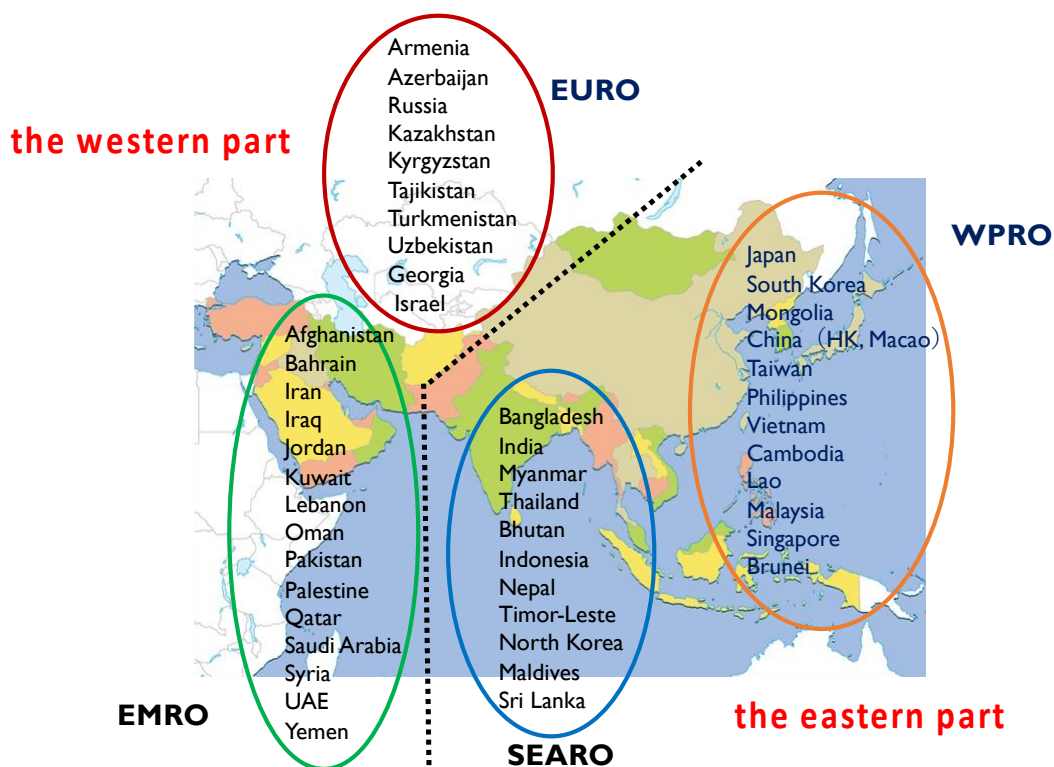 Armenia
Azerbaijan
Russia
Kazakhstan
Kyrgyzstan
Tajikistan
Turkmenistan
Uzbekistan
Georgia
Israel
EURO
the western part
WPRO
Japan
South Korea
Mongolia
China（HK, Macao）
Taiwan
Philippines
Vietnam
Cambodia
Lao
Malaysia
Singapore
Brunei
Afghanistan
Bahrain
Iran
Iraq
Jordan
Kuwait
Lebanon
Oman
Pakistan
Palestine
Qatar
Saudi Arabia
Syria
UAE
Yemen
EMRO
Bangladesh
India
Myanmar
Thailand
Bhutan
Indonesia
Nepal
Timor-Leste
North Korea
Maldives
Sri Lanka
SEARO
the eastern part